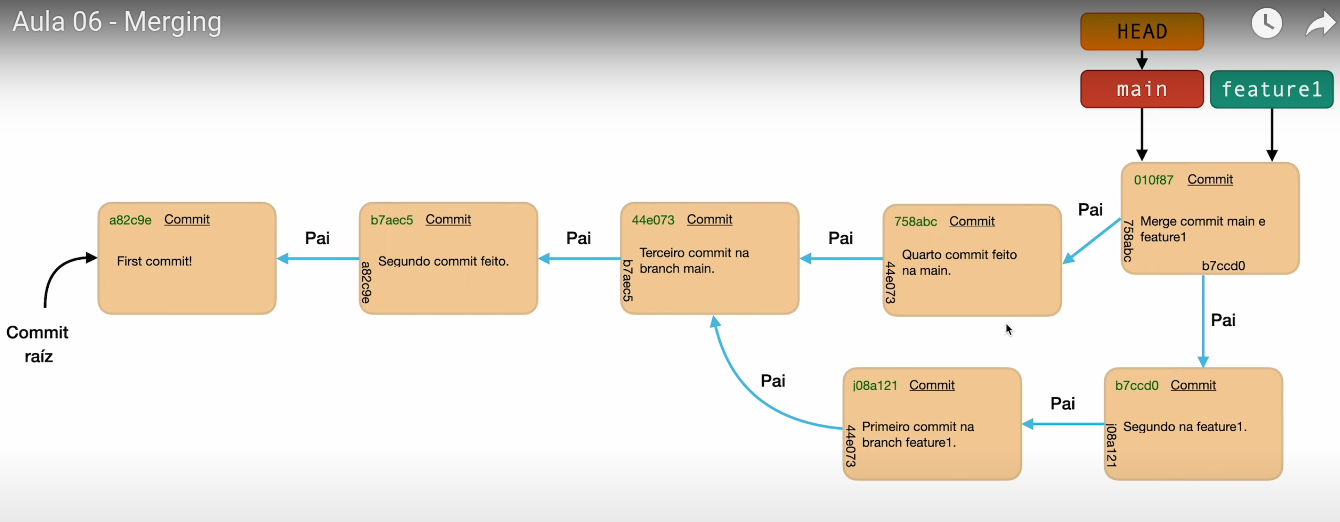 Aula 06 - Merging
HEAD
main
feature1
010f87 Commit
Merge commit main e
feature1
758abc
b7ccd0
Pai
a82c9e Commit
First commit!
Pai
b7aec5 Commit
Segundo commit feito.
a82c9e
Pai
44e073 Commit
Terceiro commit na
branch main.
b7aec5
Pai
758abc Commit
Quarto commit feito
na main.
44e073
Commit
raíz
Pai
Pai
j08a121 Commit
Primeiro commit na
branch feature1.
44e073
Pai
b7ccd0 Commit
Segundo na feature1.
j08a121